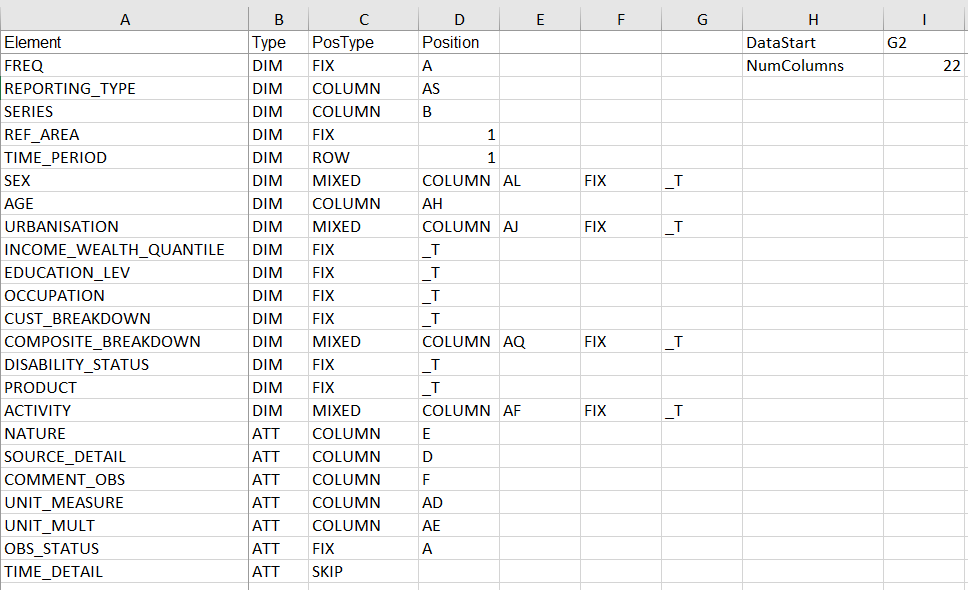 A B C D E F G H I
Element Type PosType Position DataStart G2
FREQ DIM FIX A NumColumns 22
REPORTING_TYPE DIM COLUMN AS
SERIES DIM COLUMN B
REF_AREA DIM FIX 1
TIME_PERIOD DIM ROW 1
SEX DIM MIXED COLUMN AL FIX _T
AGE DIM COLUMN AH
URBANISATION DIM MIXED COLUMN AJ FIX _T
INCOME_WEALTH_QUANTILE DIM FIX _T
EDUCATION_LEV DIM FIX _T
OCCUPATION DIM FIX _T
CUST_BREAKDOWN DIM FIX _T
COMPOSITE_BREAKDOWN DIM MIXED COLUMN AQ FIX _T
DISABILITY_STATUS DIM FIX _T
PRODUCT DIM FIX _T
ACTIVITY DIM MIXED COLUMN AF FIX _T
NATURE ATT COLUMN E
SOURCE_DETAIL ATT COLUMN D
COMMENT_OBS ATT COLUMN F
UNIT_MEASURE ATT COLUMN AD
UNIT_MULT ATT COLUMN AE
OBS_STATUS ATT FIX A
TIME_DETAIL ATT SKIP